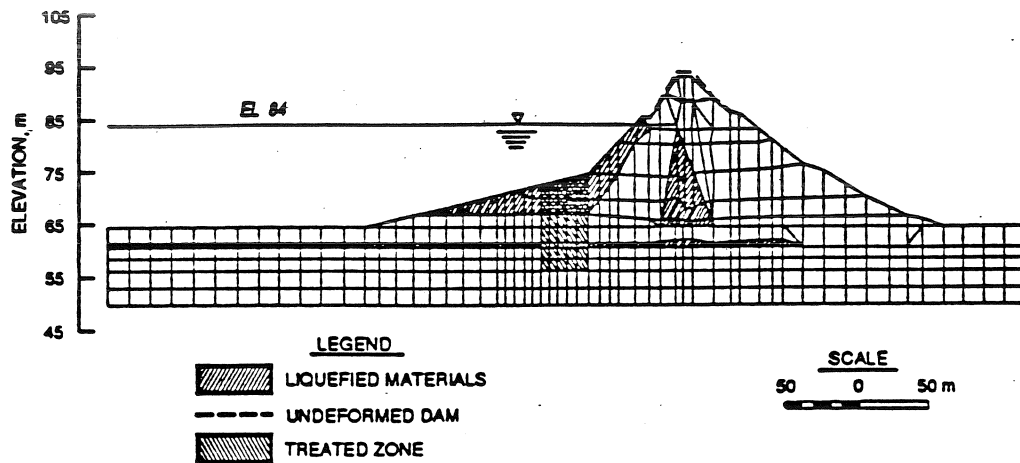 105
95
85
75
65
55
45
ELEVATION, m
EL 84
LEGEND
LIQUEFIED MATERIALS
UNDEFORMED DAM
TREATED ZONE
SCALE
50 0 50 m